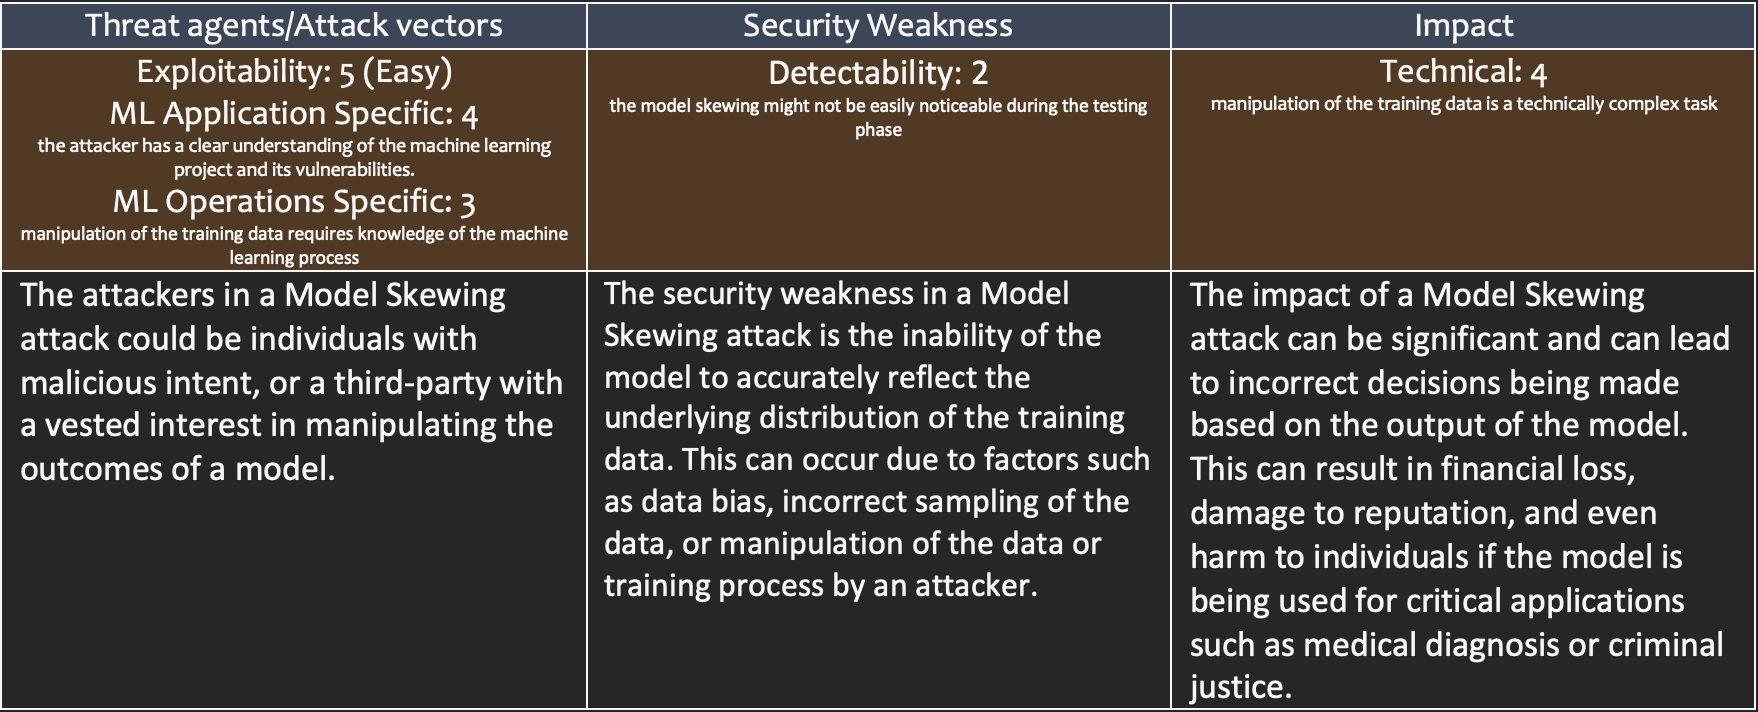 Threat agents/Attack vectors
Security Weakness
Impact
Exploitability: 5 (Easy)
ML Application Specific: 4
the attacker has a clear understanding of the machine learning
project and its vulnerabilities.
ML Operations Specific: 3
manipulation of the training data requires knowledge of the machine
learning process
Detectability: 2
the model skewing might not be easily noticeable during the testing
phase
Technical: 4
manipulation of the training data is a technically complex task
The attackers in a Model Skewing
attack could be individuals with
malicious intent, or a third-party with
a vested interest in manipulating the
outcomes of a model.
The security weakness in a Model
Skewing attack is the inability of the
model to accurately reflect the
underlying distribution of the training
data. This can occur due to factors such
as data bias, incorrect sampling of the
data, or manipulation of the data or
training process by an attacker.
The impact of a Model Skewing
attack can be significant and can lead
to incorrect decisions being made
based on the output of the model.
This can result in financial loss,
damage to reputation, and even
harm to individuals if the model is
being used for critical applications
such as medical diagnosis or criminal
justice.